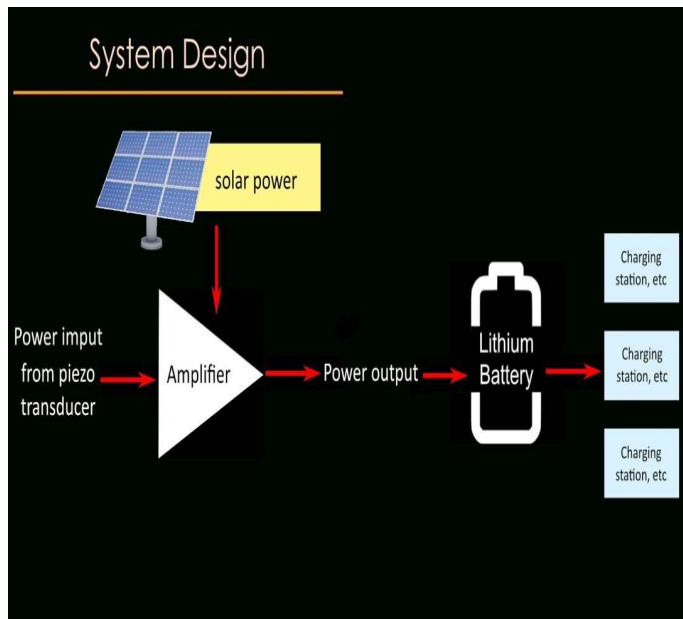 System Design
solar power
Power imput
from piezo
transducer
Amplifier
Power output
Lithium
Battery
Charging
station, etc
Charging
station, etc
Charging
station, etc